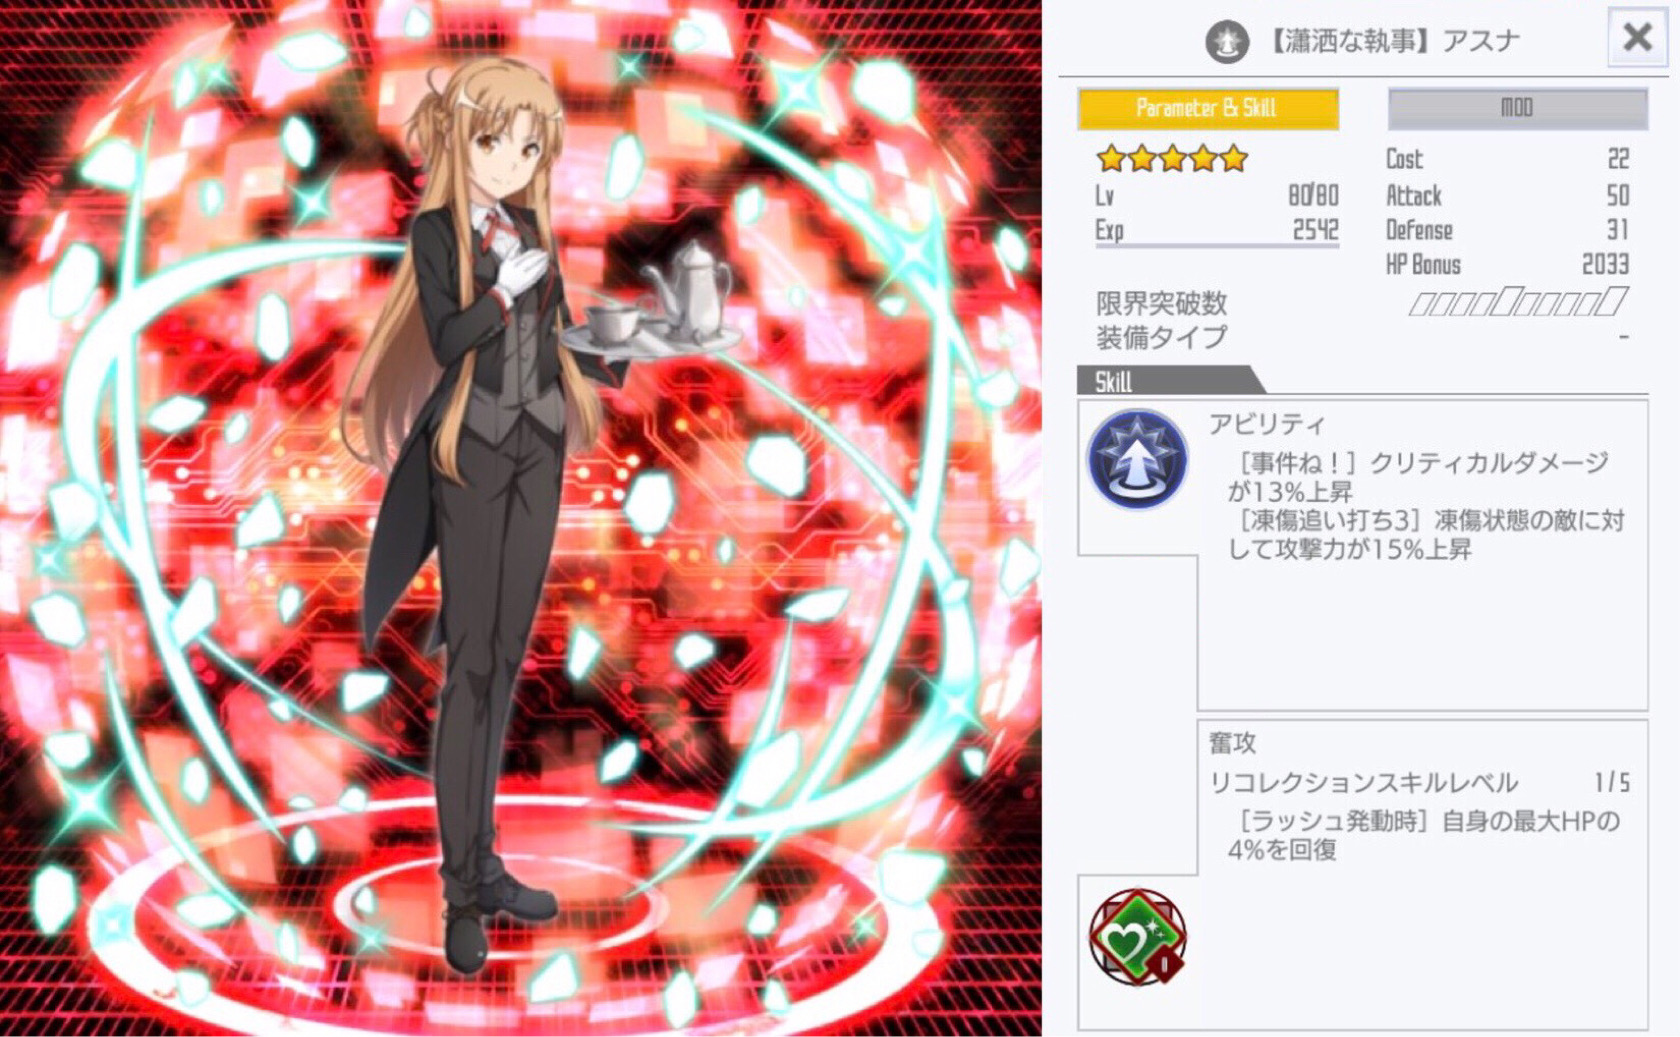 【瀟洒な執事】アスナ
Parameter & Skill
MOD
Lv 80/80
Exp 2542
Cost 22
Attack 50
Defense 31
HP Bonus 2033
限界突破数
装備タイプ -
Skill
アビリティ
［事件ね！］クリティカルダメージ
が13%上昇
［凍傷追い打ち3］凍傷状態の敵に対
して攻撃力が15%上昇
奮攻
リコレクションスキルレベル 1/5
［ラッシュ発動時］自身の最大HPの
4%を回復
I